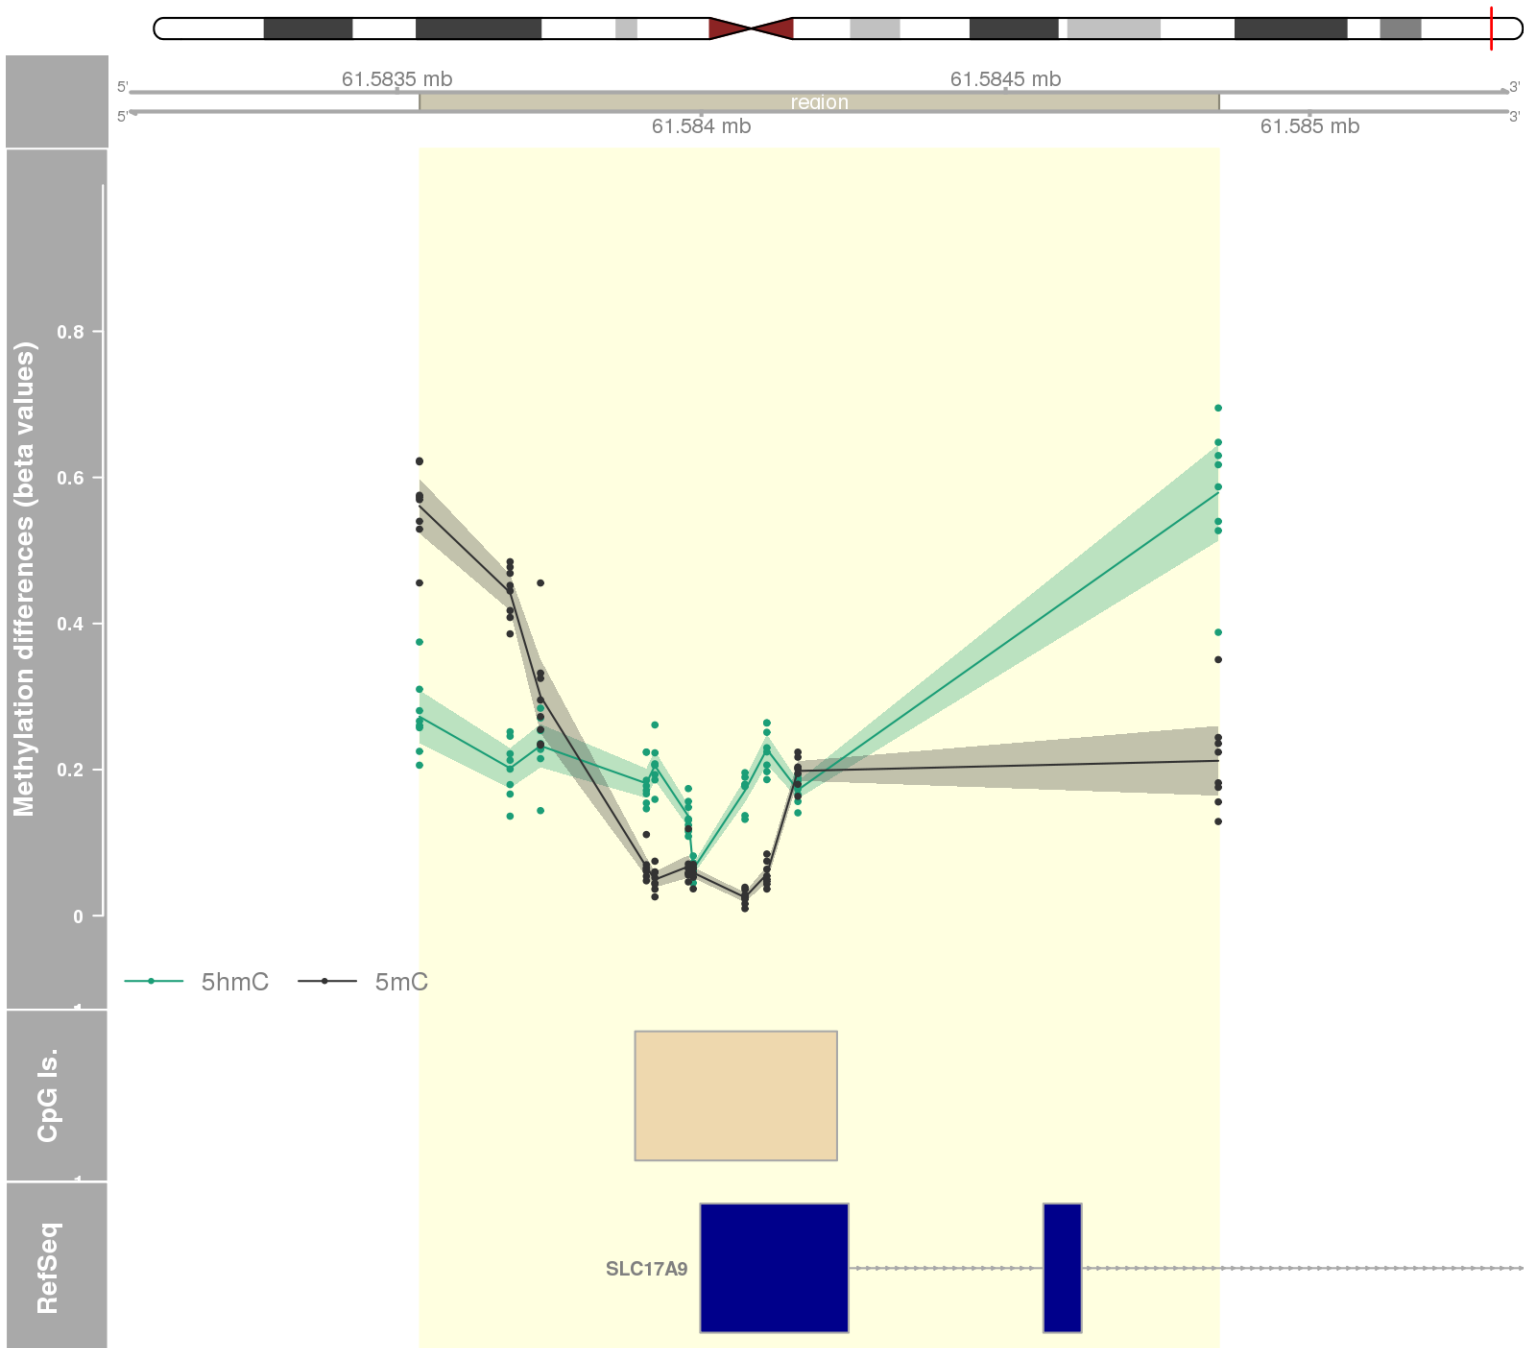 61.5835 mb
61.5845 mb
5'
3'
region
5'
3'
61.584 mb
61.585 mb
Methylation differences (beta values)
0.8
0.6
0.4
0.2
0
5hmC
5mC
CpG Is.
RefSeq
SLC17A9